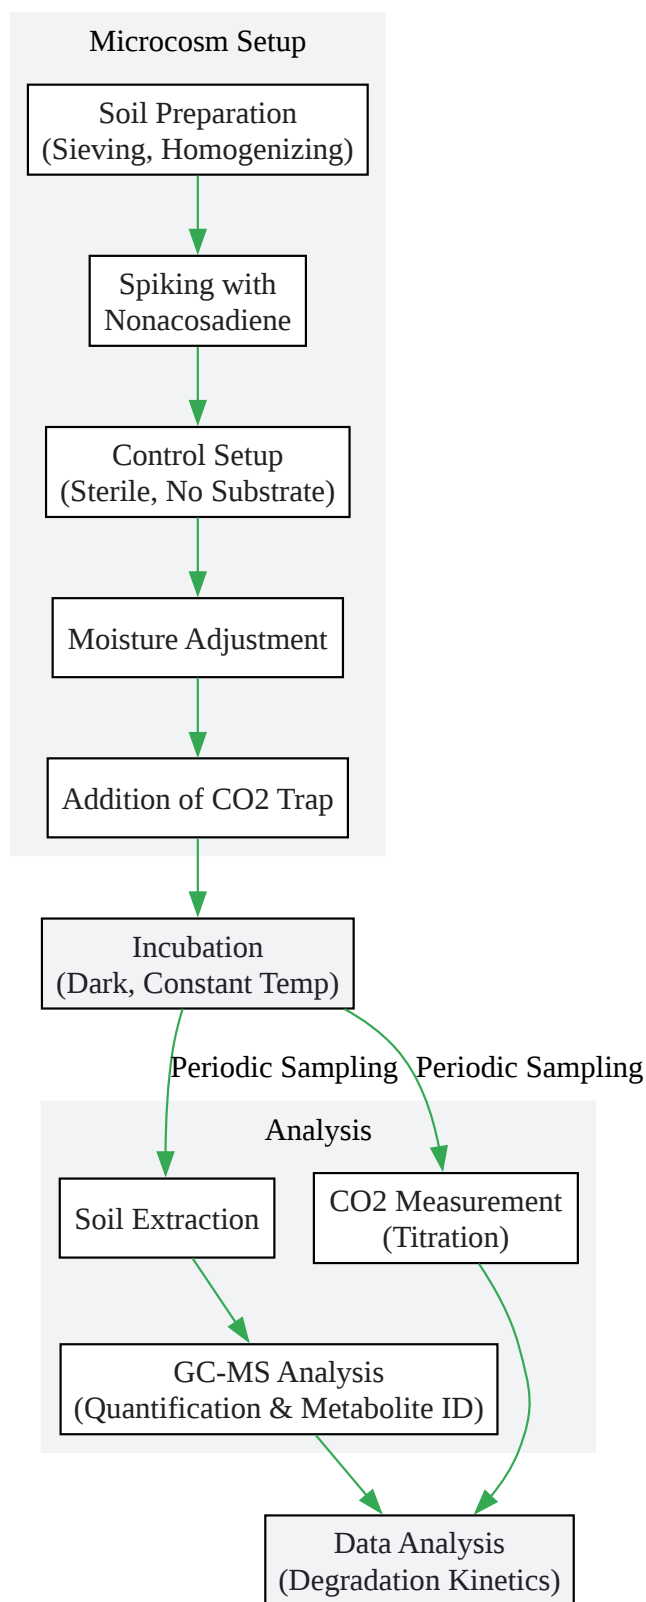 Microcosm Setup
Soil Preparation
(Sieving, Homogenizing)
Spiking with
Nonacosadiene
Control Setup
(Sterile, No Substrate)
Moisture Adjustment
Addition of CO2 Trap
Incubation
(Dark, Constant Temp)
Periodic Sampling
Periodic Sampling
Analysis
Soil Extraction
CO2 Measurement
(Titration)
GC-MS Analysis
(Quantification & Metabolite ID)
Data Analysis
(Degradation Kinetics)